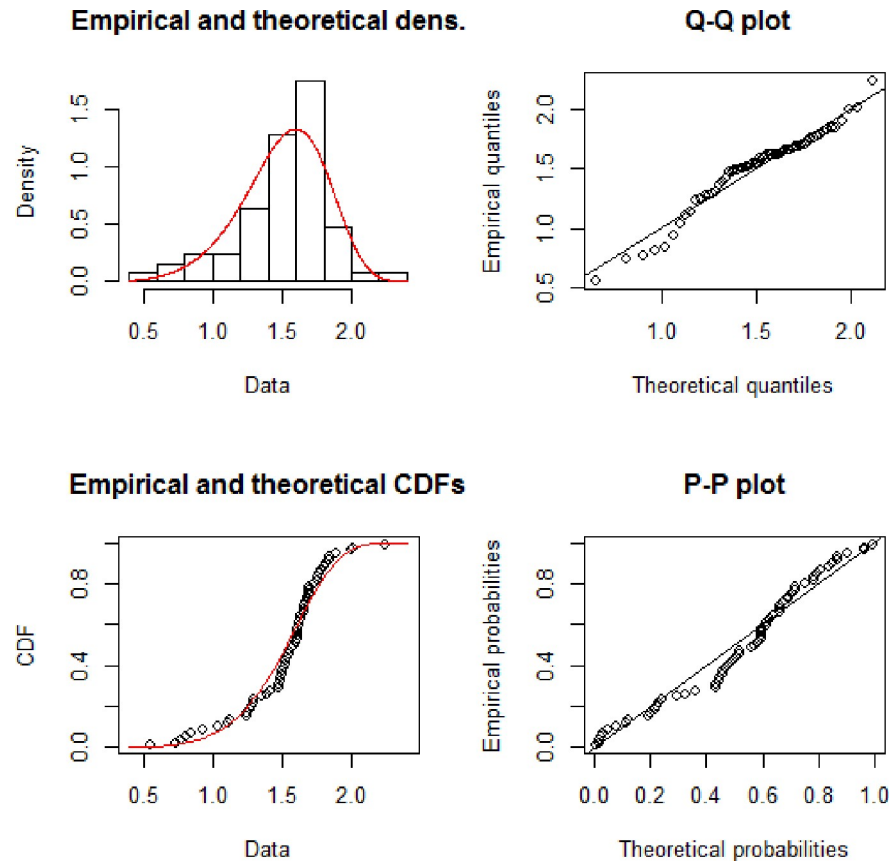 Empirical and theoretical dens.
Density
0.0 0.5 1.0 1.5
0.5 1.0 1.5 2.0
Data
Q-Q plot
Empirical quantiles
0.5 1.0 1.5 2.0
1.0 1.5 2.0
Theoretical quantiles
Empirical and theoretical CDFs
CDF
0.0 0.4 0.8
0.5 1.0 1.5 2.0
Data
P-P plot
Empirical probabilities
0.0 0.4 0.8
0.0 0.2 0.4 0.6 0.8 1.0
Theoretical probabilities